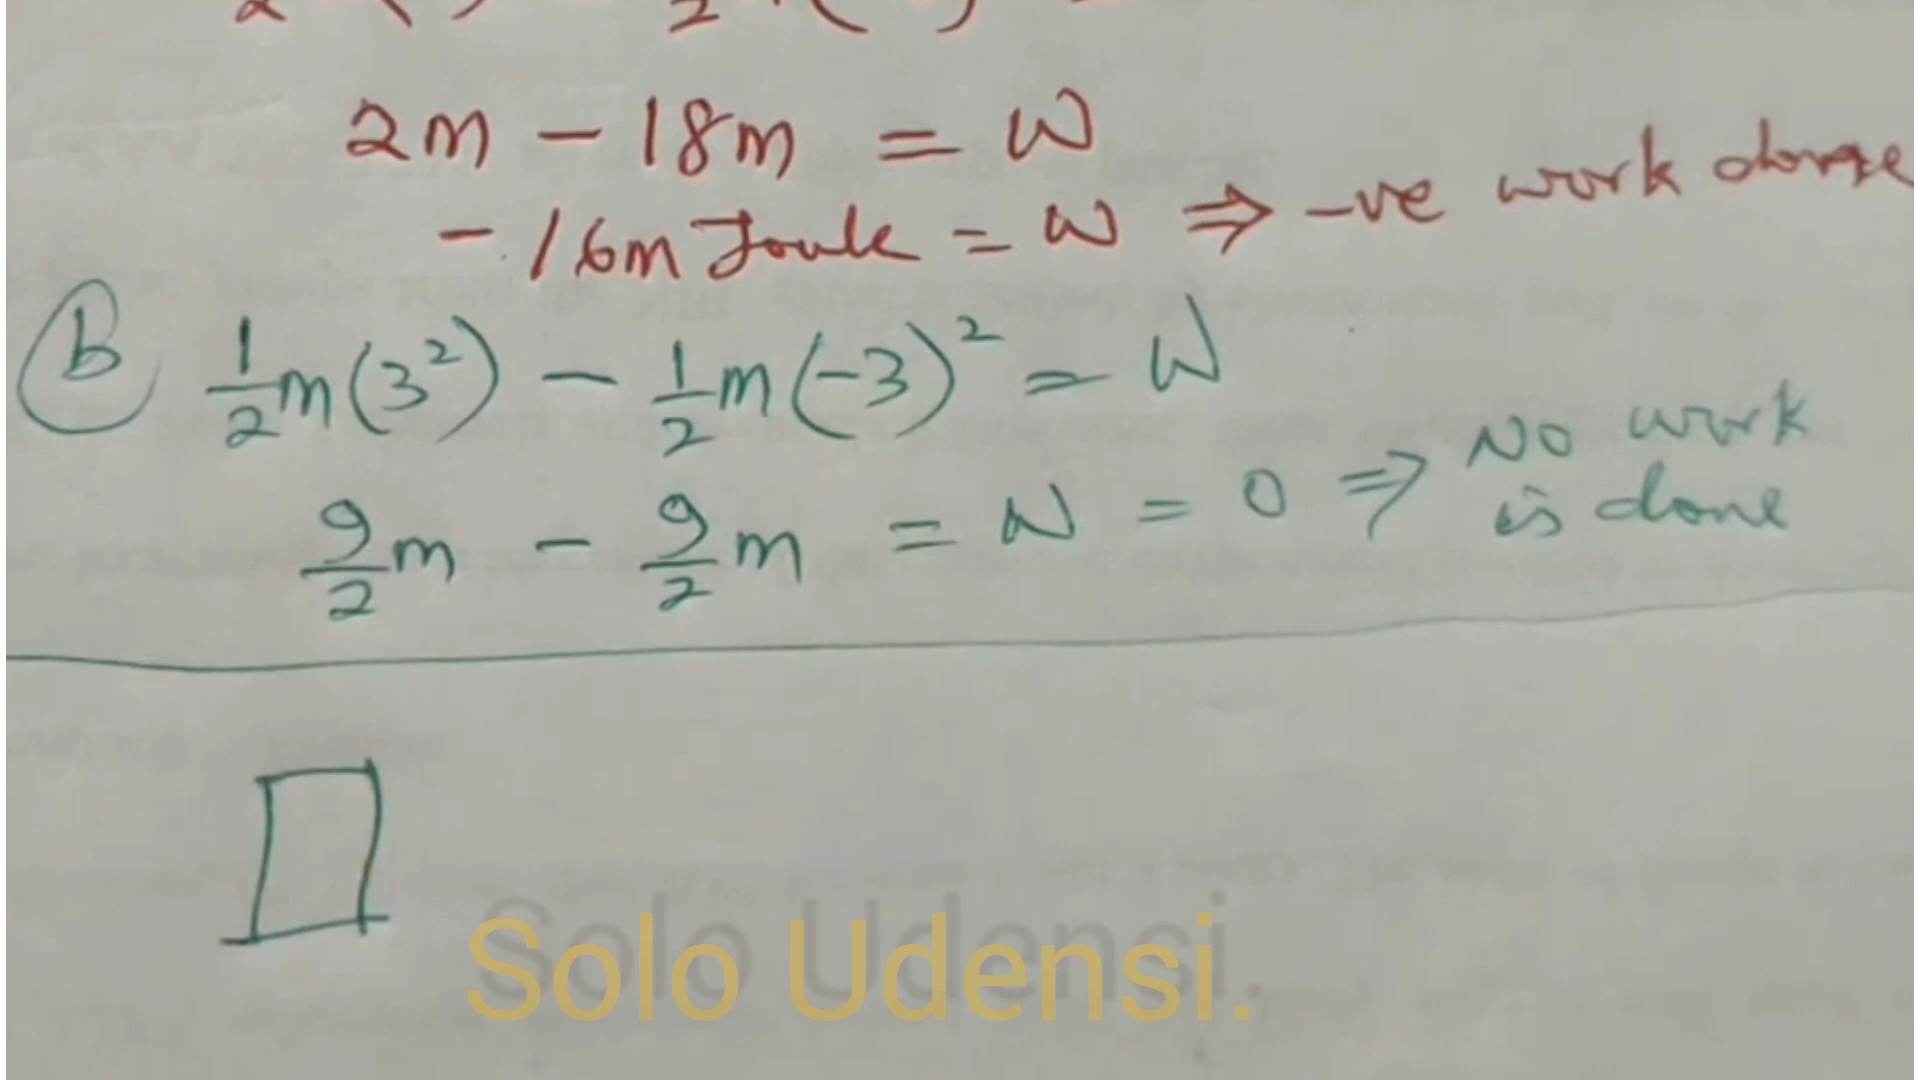 2m - 18m = W
-16m Joule = W ⇒ -ve work done
(b) 1/2 m(3²) - 1/2 m(-3)² = W
9/2 m - 9/2 m = W = 0 ⇒ No work is done
Solo Udensi.